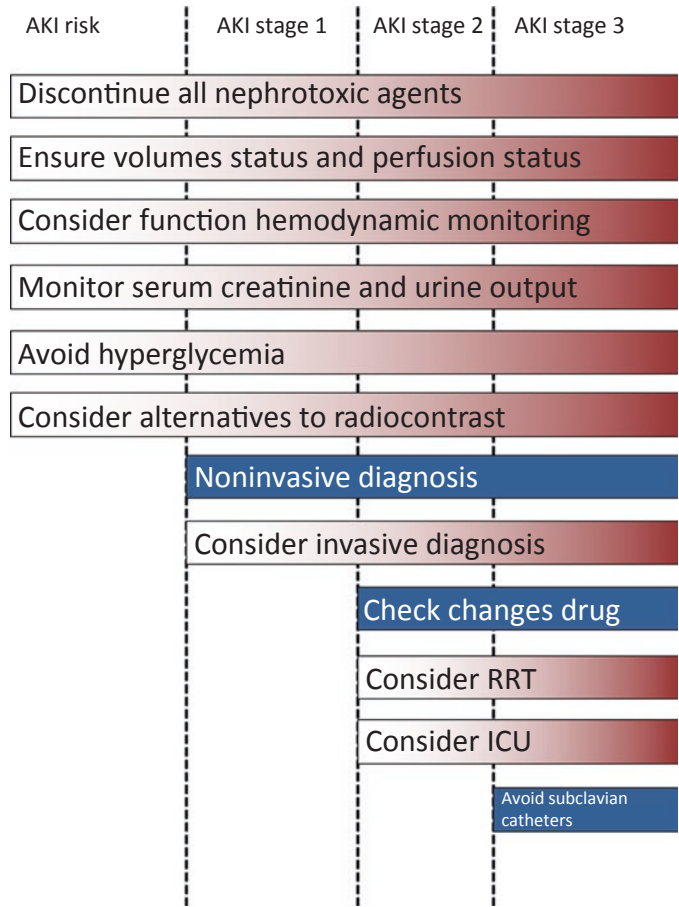 AKI risk AKI stage 1 AKI stage 2 AKI stage 3
Discontinue all nephrotoxic agents
Ensure volumes status and perfusion status
Consider function hemodynamic monitoring
Monitor serum creatinine and urine output
Avoid hyperglycemia
Consider alternatives to radiocontrast
Noninvasive diagnosis
Consider invasive diagnosis
Check changes drug
Consider RRT
Consider ICU
Avoid subclavian
catheters